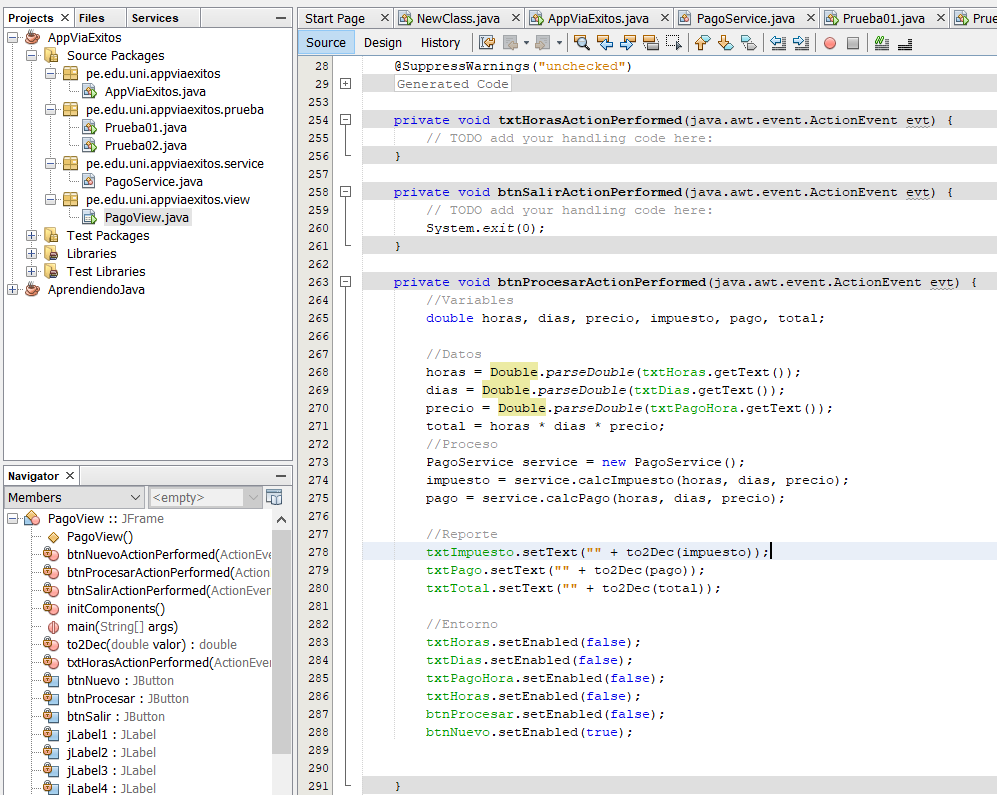 Projects
Files
Services
AppViaExitos
Source Packages
pe.edu.uni.appviaexitos
AppViaExitos.java
pe.edu.uni.appviaexitos.prueba
Prueba01.java
Prueba02.java
pe.edu.uni.appviaexitos.service
PagoService.java
pe.edu.uni.appviaexitos.view
PagoView.java
Test Packages
Libraries
Test Libraries
AprendiendoJava
Navigator
Members
<empty>
PagoView :: JFrame
PagoView()
btnNuevoActionPerformed(ActionEve
btnProcesarActionPerformed(Action
btnSalirActionPerformed(ActionEver
initComponents()
main(String[] args)
to2Dec(double valor) : double
txtHorasActionPerformed(ActionEve
btnNuevo : JButton
btnProcesar : JButton
btnSalir : JButton
jLabel1 : JLabel
jLabel2 : JLabel
jLabel3 : JLabel
jLabel4 : JLabel
Start Page
NewClass.java
AppViaExitos.java
PagoService.java
Prueba01.java
Prue
Source
Design
History
28 @SuppressWarnings("unchecked")
29 Generated Code
253
254 private void txtHorasActionPerformed(java.awt.event.ActionEvent evt) {
255 // TODO add your handling code here:
256 }
257
258 private void btnSalirActionPerformed(java.awt.event.ActionEvent evt) {
259 // TODO add your handling code here:
260 System.exit(0);
261 }
262
263 private void btnProcesarActionPerformed(java.awt.event.ActionEvent evt) {
264 //Variables
265 double horas, dias, precio, impuesto, pago, total;
266
267 //Datos
268 horas = Double.parseDouble(txtHoras.getText());
269 dias = Double.parseDouble(txtDias.getText());
270 precio = Double.parseDouble(txtPagoHora.getText());
271 total = horas * dias * precio;
272 //Proceso
273 PagoService service = new PagoService();
274 impuesto = service.calcImpuesto(horas, dias, precio);
275 pago = service.calcPago(horas, dias, precio);
276
277 //Reporte
278 txtImpuesto.setText("" + to2Dec(impuesto));
279 txtPago.setText("" + to2Dec(pago));
280 txtTotal.setText("" + to2Dec(total));
281
282 //Entorno
283 txtHoras.setEnabled(false);
284 txtDias.setEnabled(false);
285 txtPagoHora.setEnabled(false);
286 txtHoras.setEnabled(false);
287 btnProcesar.setEnabled(false);
288 btnNuevo.setEnabled(true);
289
290
291 }